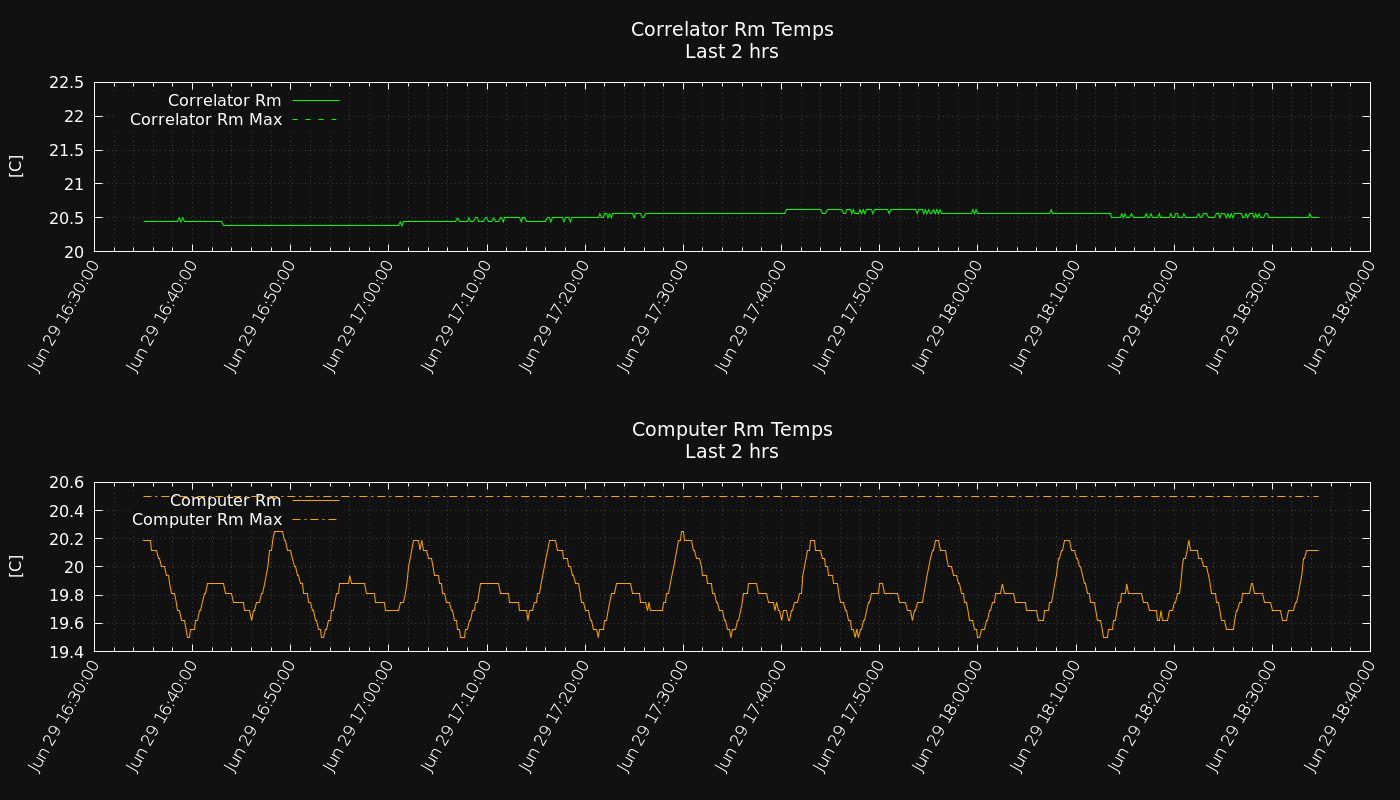 Correlator Rm Temps
Last 2 hrs
22.5
22
21.5
21
20.5
20
[C]
Correlator Rm
Correlator Rm Max
Jun 29 16:30:00
Jun 29 16:40:00
Jun 29 16:50:00
Jun 29 17:00:00
Jun 29 17:10:00
Jun 29 17:20:00
Jun 29 17:30:00
Jun 29 17:40:00
Jun 29 17:50:00
Jun 29 18:00:00
Jun 29 18:10:00
Jun 29 18:20:00
Jun 29 18:30:00
Jun 29 18:40:00
Computer Rm Temps
Last 2 hrs
20.6
20.4
20.2
20
19.8
19.6
19.4
[C]
Computer Rm
Computer Rm Max
Jun 29 16:30:00
Jun 29 16:40:00
Jun 29 16:50:00
Jun 29 17:00:00
Jun 29 17:10:00
Jun 29 17:20:00
Jun 29 17:30:00
Jun 29 17:40:00
Jun 29 17:50:00
Jun 29 18:00:00
Jun 29 18:10:00
Jun 29 18:20:00
Jun 29 18:30:00
Jun 29 18:40:00